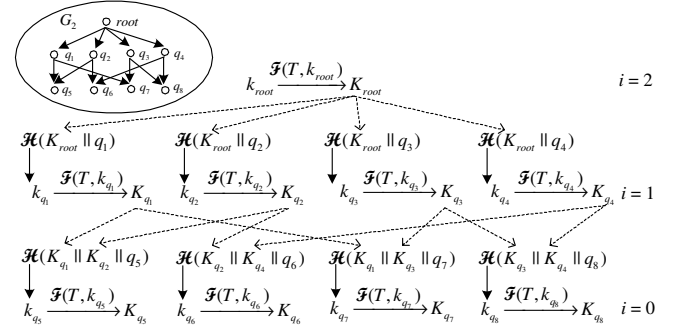 G₂ root
q₁ q₂ q₃ q₄
q₅ q₆ q₇ q₈
k_root 𝓕(T, k_root) K_root i = 2
𝓗(K_root || q₁) 𝓗(K_root || q₂) 𝓗(K_root || q₃) 𝓗(K_root || q₄)
k_q₁ 𝓕(T, k_q₁) K_q₁ k_q₂ 𝓕(T, k_q₂) K_q₂ k_q₃ 𝓕(T, k_q₃) K_q₃ k_q₄ 𝓕(T, k_q₄) K_q₄ i = 1
𝓗(K_q₁ || K_q₂ || q₅) 𝓗(K_q₂ || K_q₄ || q₆) 𝓗(K_q₁ || K_q₃ || q₇) 𝓗(K_q₃ || K_q₄ || q₈)
k_q₅ 𝓕(T, k_q₅) K_q₅ k_q₆ 𝓕(T, k_q₆) K_q₆ k_q₇ 𝓕(T, k_q₇) K_q₇ k_q₈ 𝓕(T, k_q₈) K_q₈ i = 0